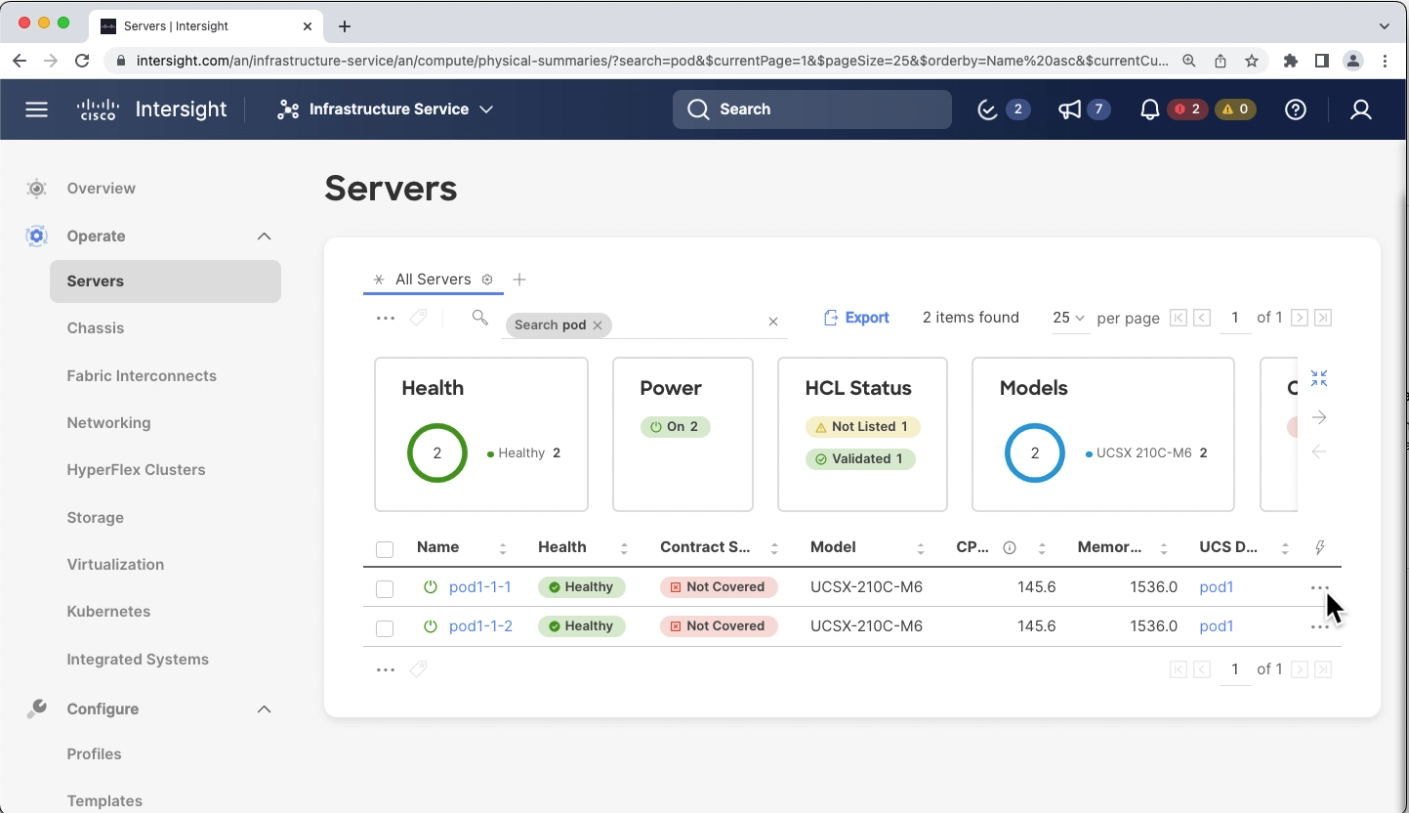 Servers | Intersight
intersight.com/an/infrastructure-service/an/compute/physical-summaries/?search=pod&$currentPage=1&$pageSize=25&$orderby=Name%20asc&$currentCu...
cisco Intersight Infrastructure Service Search 2 7 2 0
Overview
Operate
Servers
Chassis
Fabric Interconnects
Networking
HyperFlex Clusters
Storage
Virtualization
Kubernetes
Integrated Systems
Configure
Profiles
Templates
Servers
All Servers
Search pod Export 2 items found 25 per page 1 of 1
Health
2 Healthy 2
Power
On 2
HCL Status
Not Listed 1
Validated 1
Models
2 UCSX 210C-M6 2
Name Health Contract S... Model CP... Memor... UCS D...
pod1-1-1 Healthy Not Covered UCSX-210C-M6 145.6 1536.0 pod1
pod1-1-2 Healthy Not Covered UCSX-210C-M6 145.6 1536.0 pod1
1 of 1